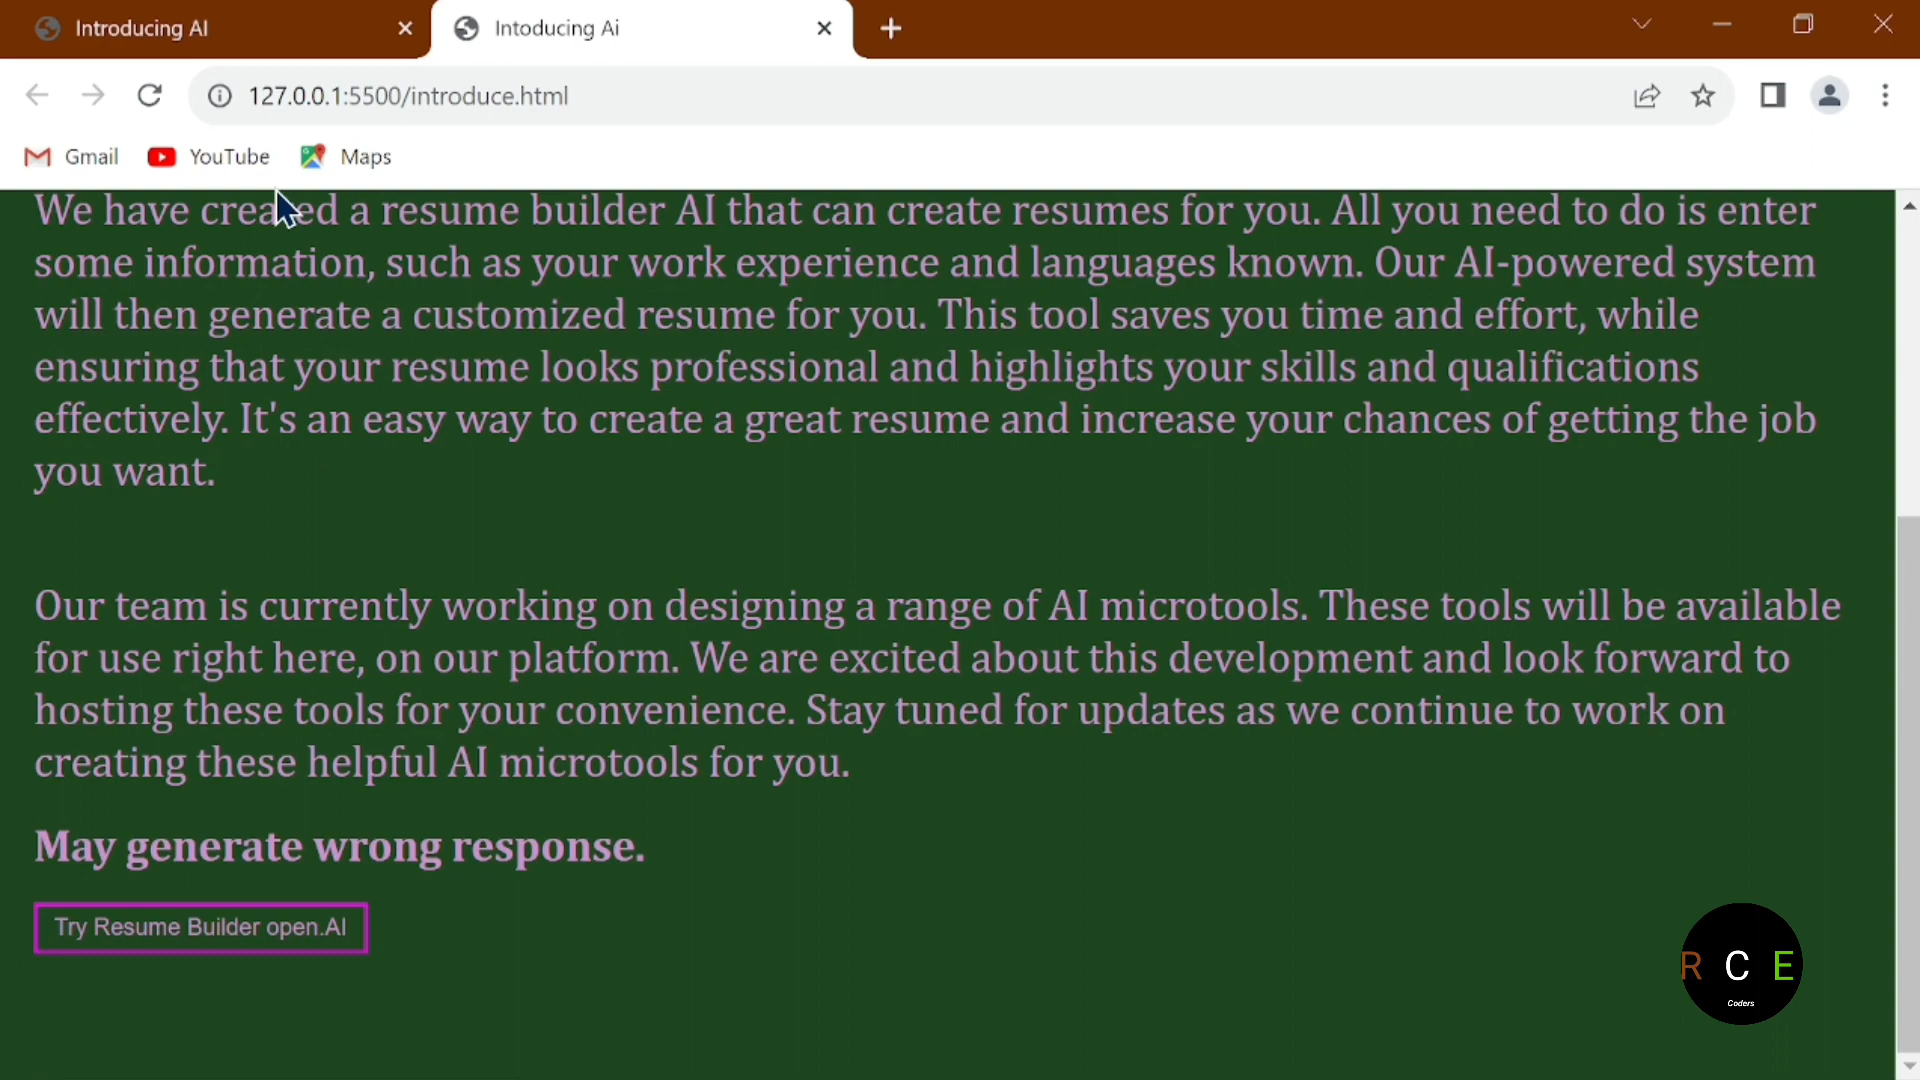 Introducing AI
Intoducing Ai
127.0.0.1:5500/introduce.html
Gmail
YouTube
Maps
We have created a resume builder AI that can create resumes for you. All you need to do is enter
some information, such as your work experience and languages known. Our AI-powered system
will then generate a customized resume for you. This tool saves you time and effort, while
ensuring that your resume looks professional and highlights your skills and qualifications
effectively. It's an easy way to create a great resume and increase your chances of getting the job
you want.
Our team is currently working on designing a range of AI microtools. These tools will be available
for use right here, on our platform. We are excited about this development and look forward to
hosting these tools for your convenience. Stay tuned for updates as we continue to work on
creating these helpful AI microtools for you.
May generate wrong response.
Try Resume Builder open.AI
R C E
Coders